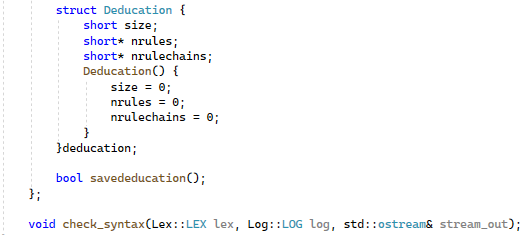 struct Deducation {
short size;
short* nrules;
short* nrulechains;
Deducation() {
size = 0;
nrules = 0;
nrulechains = 0;
}
}deducation;
bool savededucation();
};
void check_syntax(Lex::LEX lex, Log::LOG log, std::ostream& stream_out);